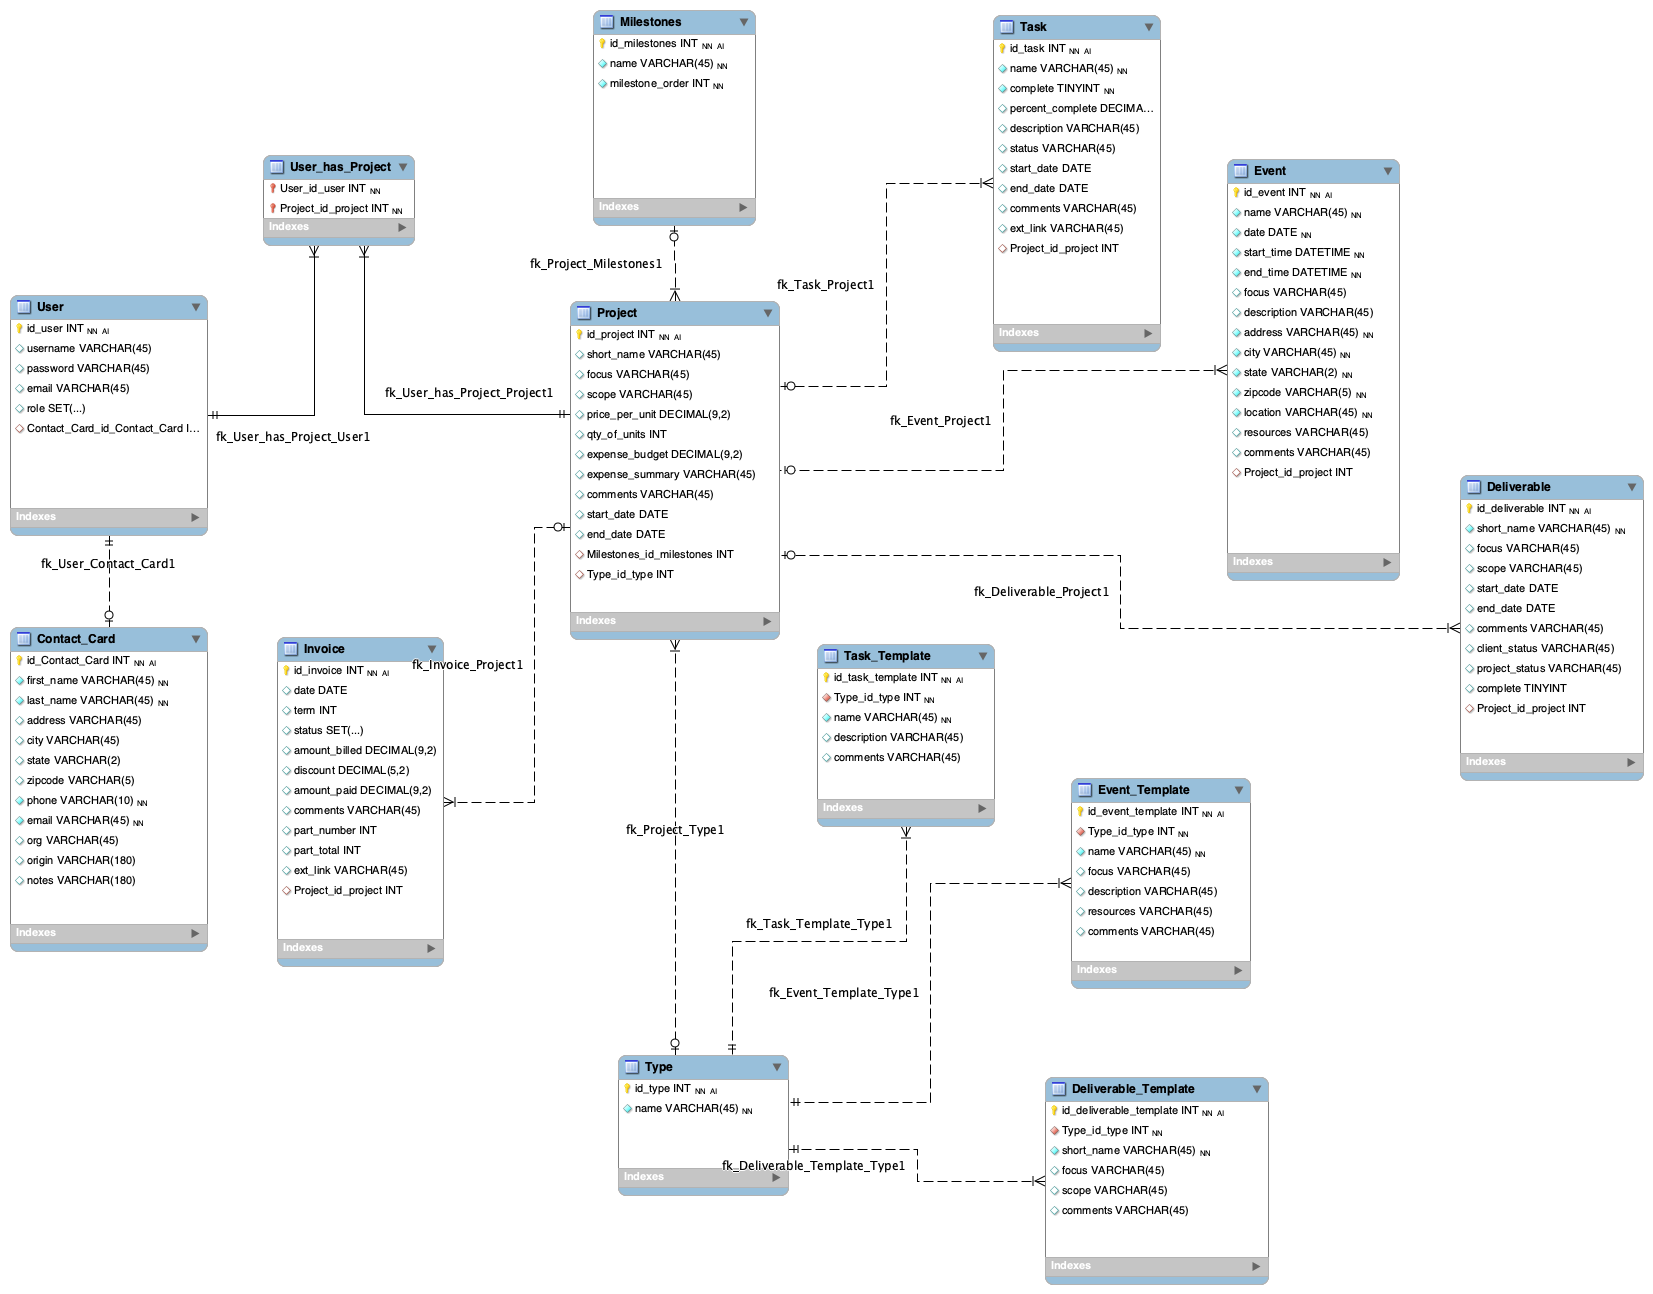 Milestones
id_milestones INT NN AI
name VARCHAR(45) NN
milestone_order INT NN
Indexes
Task
id_task INT NN AI
name VARCHAR(45) NN
complete TINYINT NN
percent_complete DECIMA...
description VARCHAR(45)
status VARCHAR(45)
start_date DATE
end_date DATE
comments VARCHAR(45)
ext_link VARCHAR(45)
Project_id_project INT
Indexes
User_has_Project
User_id_user INT NN
Project_id_project INT NN
Indexes
Event
id_event INT NN AI
name VARCHAR(45) NN
date DATE NN
start_time DATETIME NN
end_time DATETIME NN
focus VARCHAR(45)
description VARCHAR(45)
address VARCHAR(45) NN
city VARCHAR(45) NN
state VARCHAR(2) NN
zipcode VARCHAR(5) NN
location VARCHAR(45) NN
resources VARCHAR(45)
comments VARCHAR(45)
Project_id_project INT
Indexes
fk_Project_Milestones1
fk_Task_Project1
User
id_user INT NN AI
username VARCHAR(45)
password VARCHAR(45)
email VARCHAR(45)
role SET(...)
Contact_Card_id_Contact_Card I...
Indexes
Project
id_project INT NN AI
short_name VARCHAR(45)
focus VARCHAR(45)
scope VARCHAR(45)
price_per_unit DECIMAL(9,2)
qty_of_units INT
expense_budget DECIMAL(9,2)
expense_summary VARCHAR(45)
comments VARCHAR(45)
start_date DATE
end_date DATE
Milestones_id_milestones INT
Type_id_type INT
Indexes
fk_User_has_Project_Project1
fk_User_has_Project_User1
fk_Event_Project1
Deliverable
id_deliverable INT NN AI
short_name VARCHAR(45) NN
focus VARCHAR(45)
scope VARCHAR(45)
start_date DATE
end_date DATE
comments VARCHAR(45)
client_status VARCHAR(45)
project_status VARCHAR(45)
complete TINYINT
Project_id_project INT
Indexes
fk_User_Contact_Card1
fk_Deliverable_Project1
Contact_Card
id_Contact_Card INT NN AI
first_name VARCHAR(45) NN
last_name VARCHAR(45) NN
address VARCHAR(45)
city VARCHAR(45)
state VARCHAR(2)
zipcode VARCHAR(5)
phone VARCHAR(10) NN
email VARCHAR(45) NN
org VARCHAR(45)
origin VARCHAR(180)
notes VARCHAR(180)
Indexes
Invoice
id_invoice INT NN AI
date DATE
term INT
status SET(...)
amount_billed DECIMAL(9,2)
discount DECIMAL(5,2)
amount_paid DECIMAL(9,2)
comments VARCHAR(45)
part_number INT
part_total INT
ext_link VARCHAR(45)
Project_id_project INT
Indexes
fk_Invoice_Project1
Task_Template
id_task_template INT NN AI
Type_id_type INT NN
name VARCHAR(45) NN
description VARCHAR(45)
comments VARCHAR(45)
Indexes
Event_Template
id_event_template INT NN AI
Type_id_type INT NN
name VARCHAR(45) NN
focus VARCHAR(45)
description VARCHAR(45)
resources VARCHAR(45)
comments VARCHAR(45)
Indexes
fk_Project_Type1
fk_Task_Template_Type1
fk_Event_Template_Type1
Type
id_type INT NN AI
name VARCHAR(45) NN
Indexes
fk_Deliverable_Template_Type1
Deliverable_Template
id_deliverable_template INT NN AI
Type_id_type INT NN
short_name VARCHAR(45) NN
focus VARCHAR(45)
scope VARCHAR(45)
comments VARCHAR(45)
Indexes